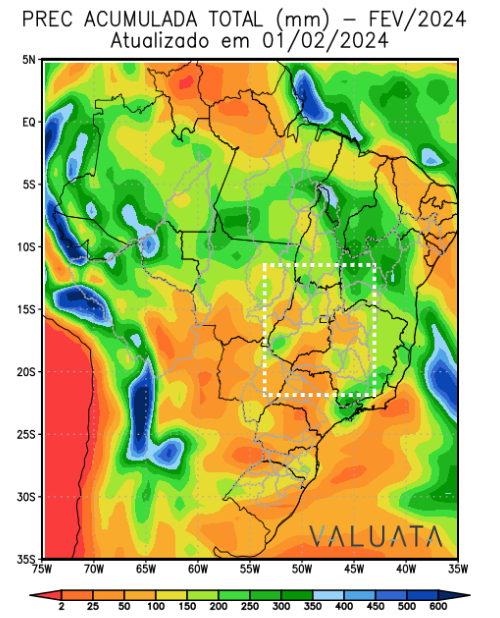 PREC ACUMULADA TOTAL (mm) – FEV/2024
Atualizado em 01/02/2024
5N
EQ
5S
10S
15S
20S
25S
30S
35S
VALUATA
75W 70W 65W 60W 55W 50W 45W 40W 35W
2 25 50 100 150 200 250 300 350 400 450 500 600